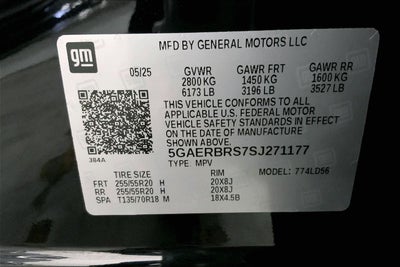 gm
MFD BY GENERAL MOTORS LLC
05/25 GVWR GAWR FRT GAWR RR
2800 KG 1450 KG 1600 KG
6173 LB 3196 LB 3527 LB
THIS VEHICLE CONFORMS TO ALL
APPLICABLE U.S. FEDERAL MOTOR
VEHICLE SAFETY STANDARDS IN
EFFECT ON THE DATE OF
MANUFACTURE SHOWN ABOVE.
5GAERBRS7SJ271177
TYPE: MPV MODEL: 774LD56
J84A
TIRE SIZE RIM
FRT 255/55R20 H 20X8J
RR 255/55R20 H 20X8J
SPA T135/70R18 M 18X4.5B